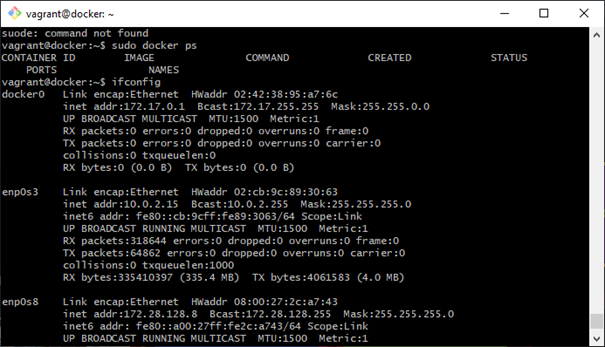 vagrant@docker: ~
suode: command not found
vagrant@docker:~$ sudo docker ps
CONTAINER ID        IMAGE               COMMAND             CREATED             STATUS
    PORTS               NAMES
vagrant@docker:~$ ifconfig
docker0   Link encap:Ethernet  HWaddr 02:42:38:95:a7:6c
          inet addr:172.17.0.1  Bcast:172.17.255.255  Mask:255.255.0.0
          UP BROADCAST MULTICAST  MTU:1500  Metric:1
          RX packets:0 errors:0 dropped:0 overruns:0 frame:0
          TX packets:0 errors:0 dropped:0 overruns:0 carrier:0
          collisions:0 txqueuelen:0
          RX bytes:0 (0.0 B)  TX bytes:0 (0.0 B)
enp0s3    Link encap:Ethernet  HWaddr 02:cb:9c:89:30:63
          inet addr:10.0.2.15  Bcast:10.0.2.255  Mask:255.255.255.0
          inet6 addr: fe80::cb:9cff:fe89:3063/64 Scope:Link
          UP BROADCAST RUNNING MULTICAST  MTU:1500  Metric:1
          RX packets:318644 errors:0 dropped:0 overruns:0 frame:0
          TX packets:64862 errors:0 dropped:0 overruns:0 carrier:0
          collisions:0 txqueuelen:1000
          RX bytes:335410397 (335.4 MB)  TX bytes:4061583 (4.0 MB)
enp0s8    Link encap:Ethernet  HWaddr 08:00:27:2c:a7:43
          inet addr:172.28.128.8  Bcast:172.28.128.255  Mask:255.255.255.0
          inet6 addr: fe80::a00:27ff:fe2c:a743/64 Scope:Link
          UP BROADCAST RUNNING MULTICAST  MTU:1500  Metric:1